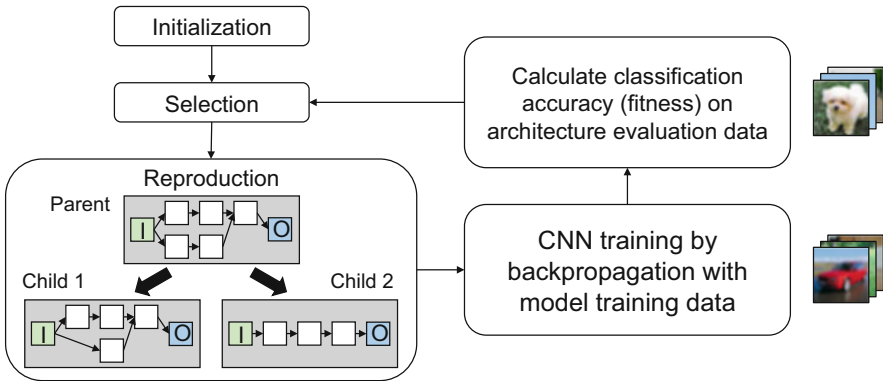 Initialization
Selection
Reproduction
Parent
I
O
Child 1
Child 2
I
O
I
O
Calculate classification
accuracy (fitness) on
architecture evaluation data
CNN training by
backpropagation with
model training data